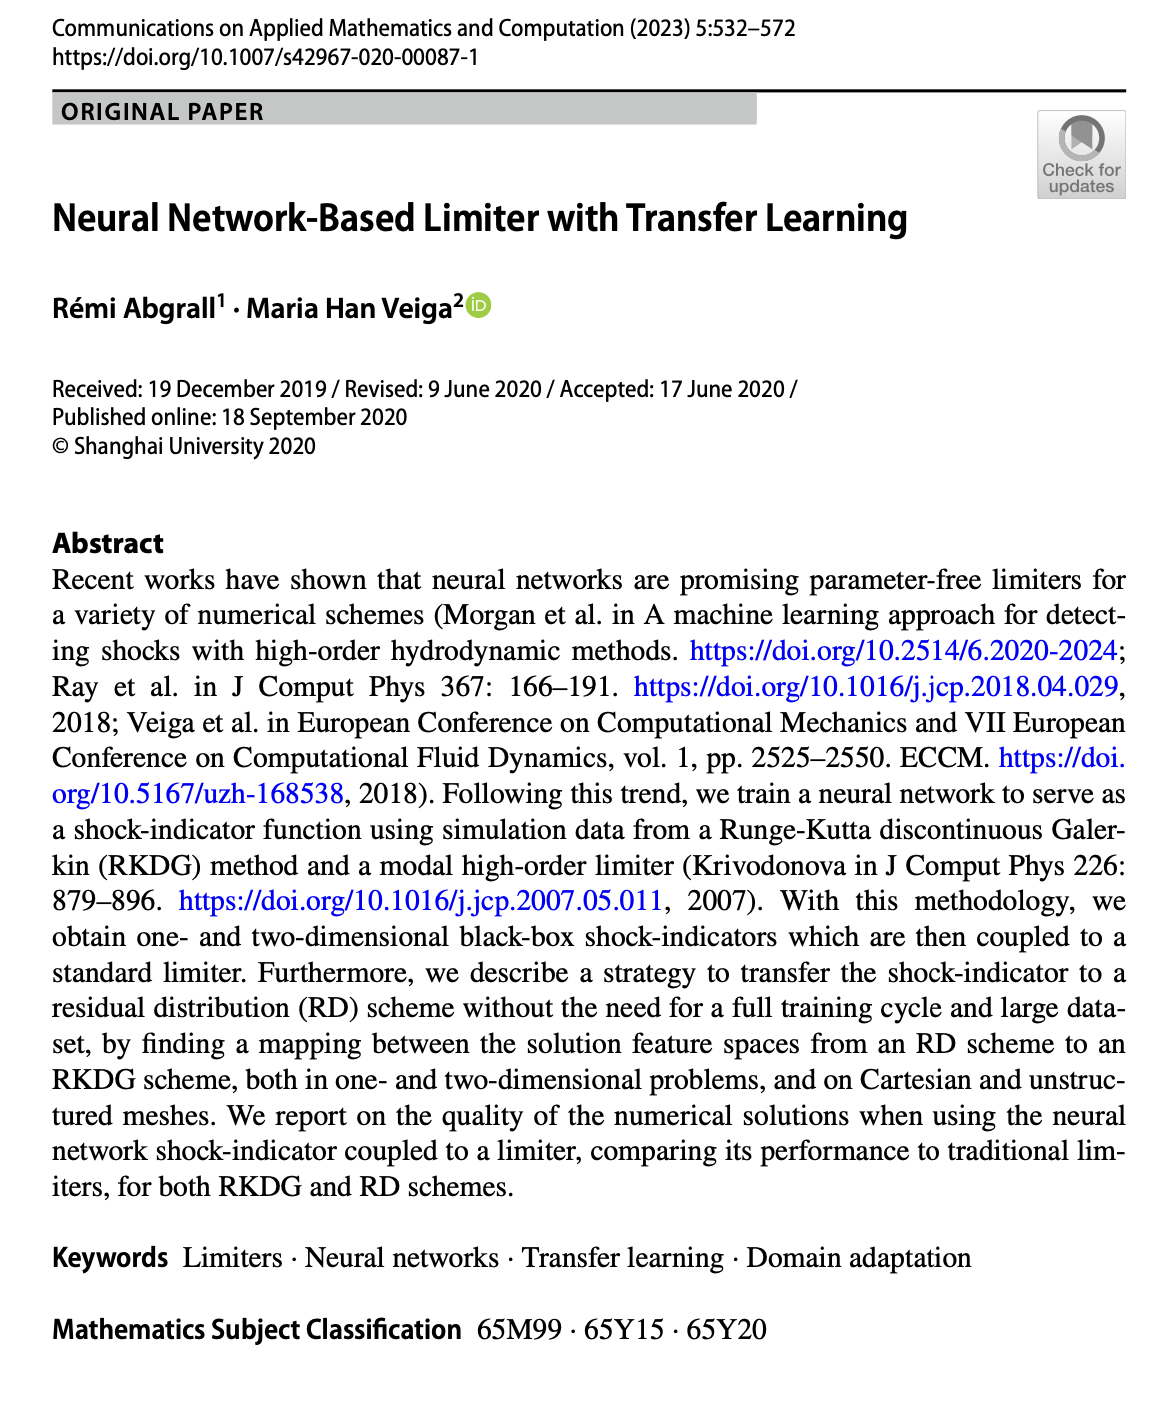 Communications on Applied Mathematics and Computation (2023) 5:532–572
https://doi.org/10.1007/s42967-020-00087-1
ORIGINAL PAPER
Check for
updates
Neural Network-Based Limiter with Transfer Learning
Rémi Abgrall¹ · Maria Han Veiga² iD
Received: 19 December 2019 / Revised: 9 June 2020 / Accepted: 17 June 2020 /
Published online: 18 September 2020
© Shanghai University 2020
Abstract
Recent works have shown that neural networks are promising parameter-free limiters for
a variety of numerical schemes (Morgan et al. in A machine learning approach for detect-
ing shocks with high-order hydrodynamic methods. https://doi.org/10.2514/6.2020-2024;
Ray et al. in J Comput Phys 367: 166–191. https://doi.org/10.1016/j.jcp.2018.04.029,
2018; Veiga et al. in European Conference on Computational Mechanics and VII European
Conference on Computational Fluid Dynamics, vol. 1, pp. 2525–2550. ECCM. https://doi.
org/10.5167/uzh-168538, 2018). Following this trend, we train a neural network to serve as
a shock-indicator function using simulation data from a Runge-Kutta discontinuous Galer-
kin (RKDG) method and a modal high-order limiter (Krivodonova in J Comput Phys 226:
879–896. https://doi.org/10.1016/j.jcp.2007.05.011, 2007). With this methodology, we
obtain one- and two-dimensional black-box shock-indicators which are then coupled to a
standard limiter. Furthermore, we describe a strategy to transfer the shock-indicator to a
residual distribution (RD) scheme without the need for a full training cycle and large data-
set, by finding a mapping between the solution feature spaces from an RD scheme to an
RKDG scheme, both in one- and two-dimensional problems, and on Cartesian and unstruc-
tured meshes. We report on the quality of the numerical solutions when using the neural
network shock-indicator coupled to a limiter, comparing its performance to traditional lim-
iters, for both RKDG and RD schemes.
Keywords Limiters · Neural networks · Transfer learning · Domain adaptation
Mathematics Subject Classification 65M99 · 65Y15 · 65Y20